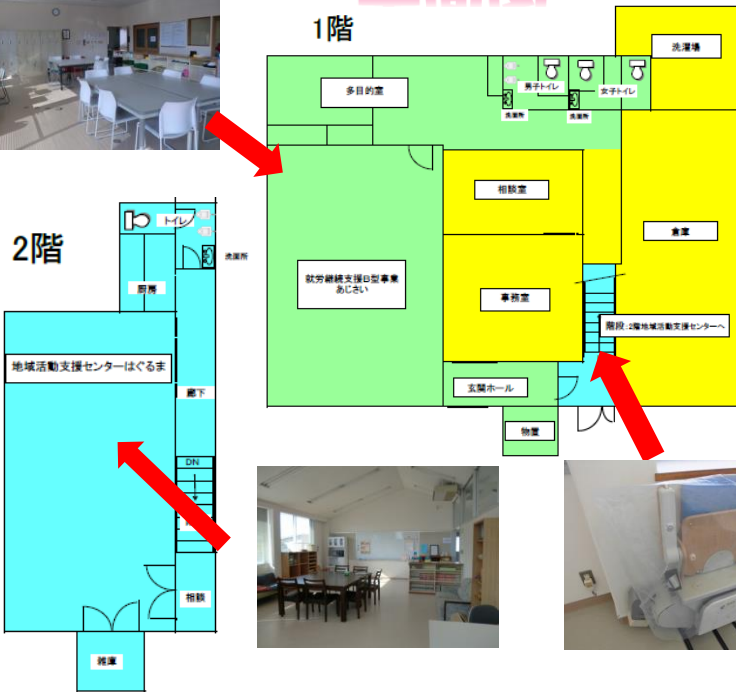 1階
洗濯場
多目的室
男子トイレ
女子トイレ
洗面所
洗面所
相談室
倉庫
就労継続支援B型事業
あじさい
事務室
階段:2階地域活動支援センターへ
玄関ホール
物置
2階
トイレ
洗面所
厨房
地域活動支援センターはぐるま
廊下
DN
相談
雑庫